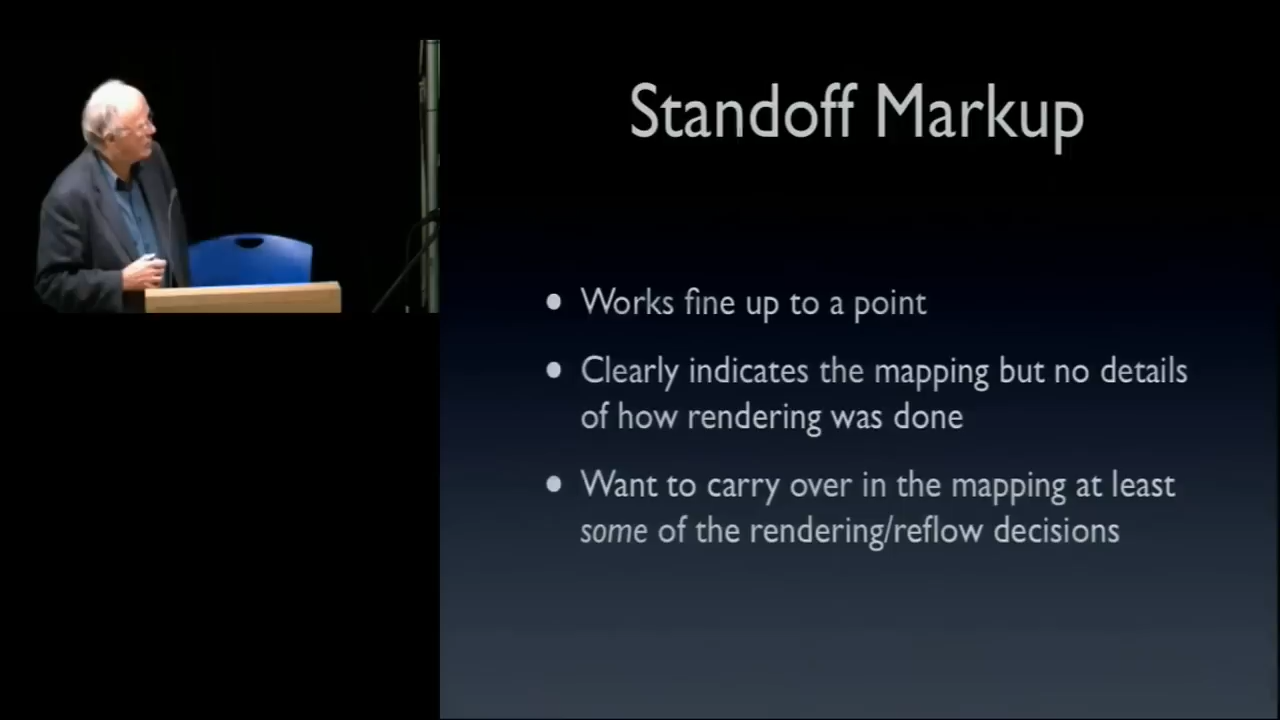 Standoff Markup
• Works fine up to a point
• Clearly indicates the mapping but no details
of how rendering was done
• Want to carry over in the mapping at least
some of the rendering/reflow decisions